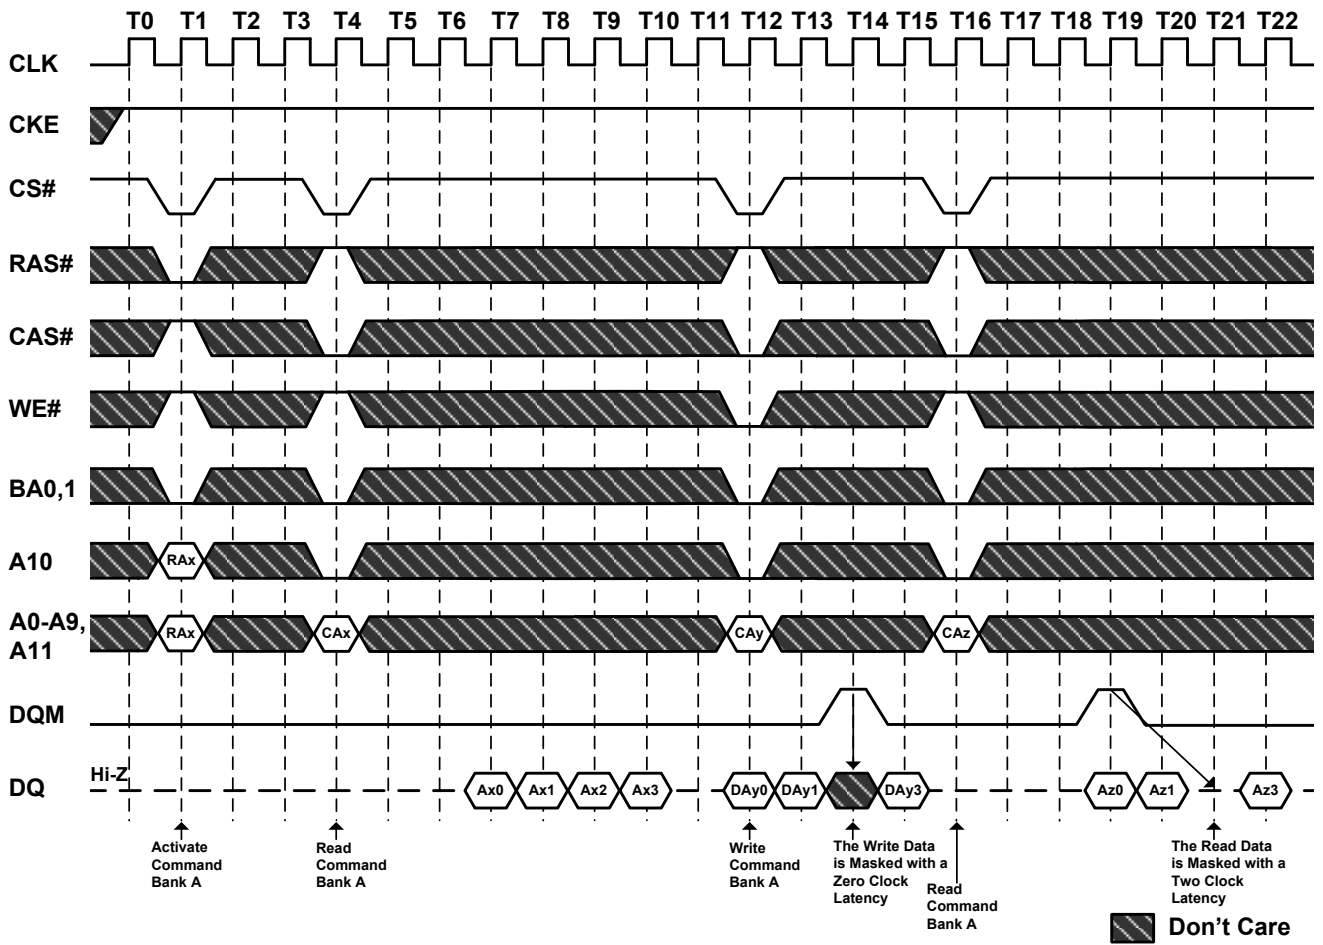 T0 T1 T2 T3 T4 T5 T6 T7 T8 T9 T10 T11 T12 T13 T14 T15 T16 T17 T18 T19 T20 T21 T22
CLK
CKE
CS#
RAS#
CAS#
WE#
BA0,1
A10
RAx
A0-A9,
A11
RAx CAx CAy CAz
DQM
DQ
Hi-Z
Ax0 Ax1 Ax2 Ax3 DAy0 DAy1 DAy3 Az0 Az1 Az3
Activate
Command
Bank A
Read
Command
Bank A
Write
Command
Bank A
The Write Data
is Masked with a
Zero Clock
Latency
Read
Command
Bank A
The Read Data
is Masked with a
Two Clock
Latency
Don't Care